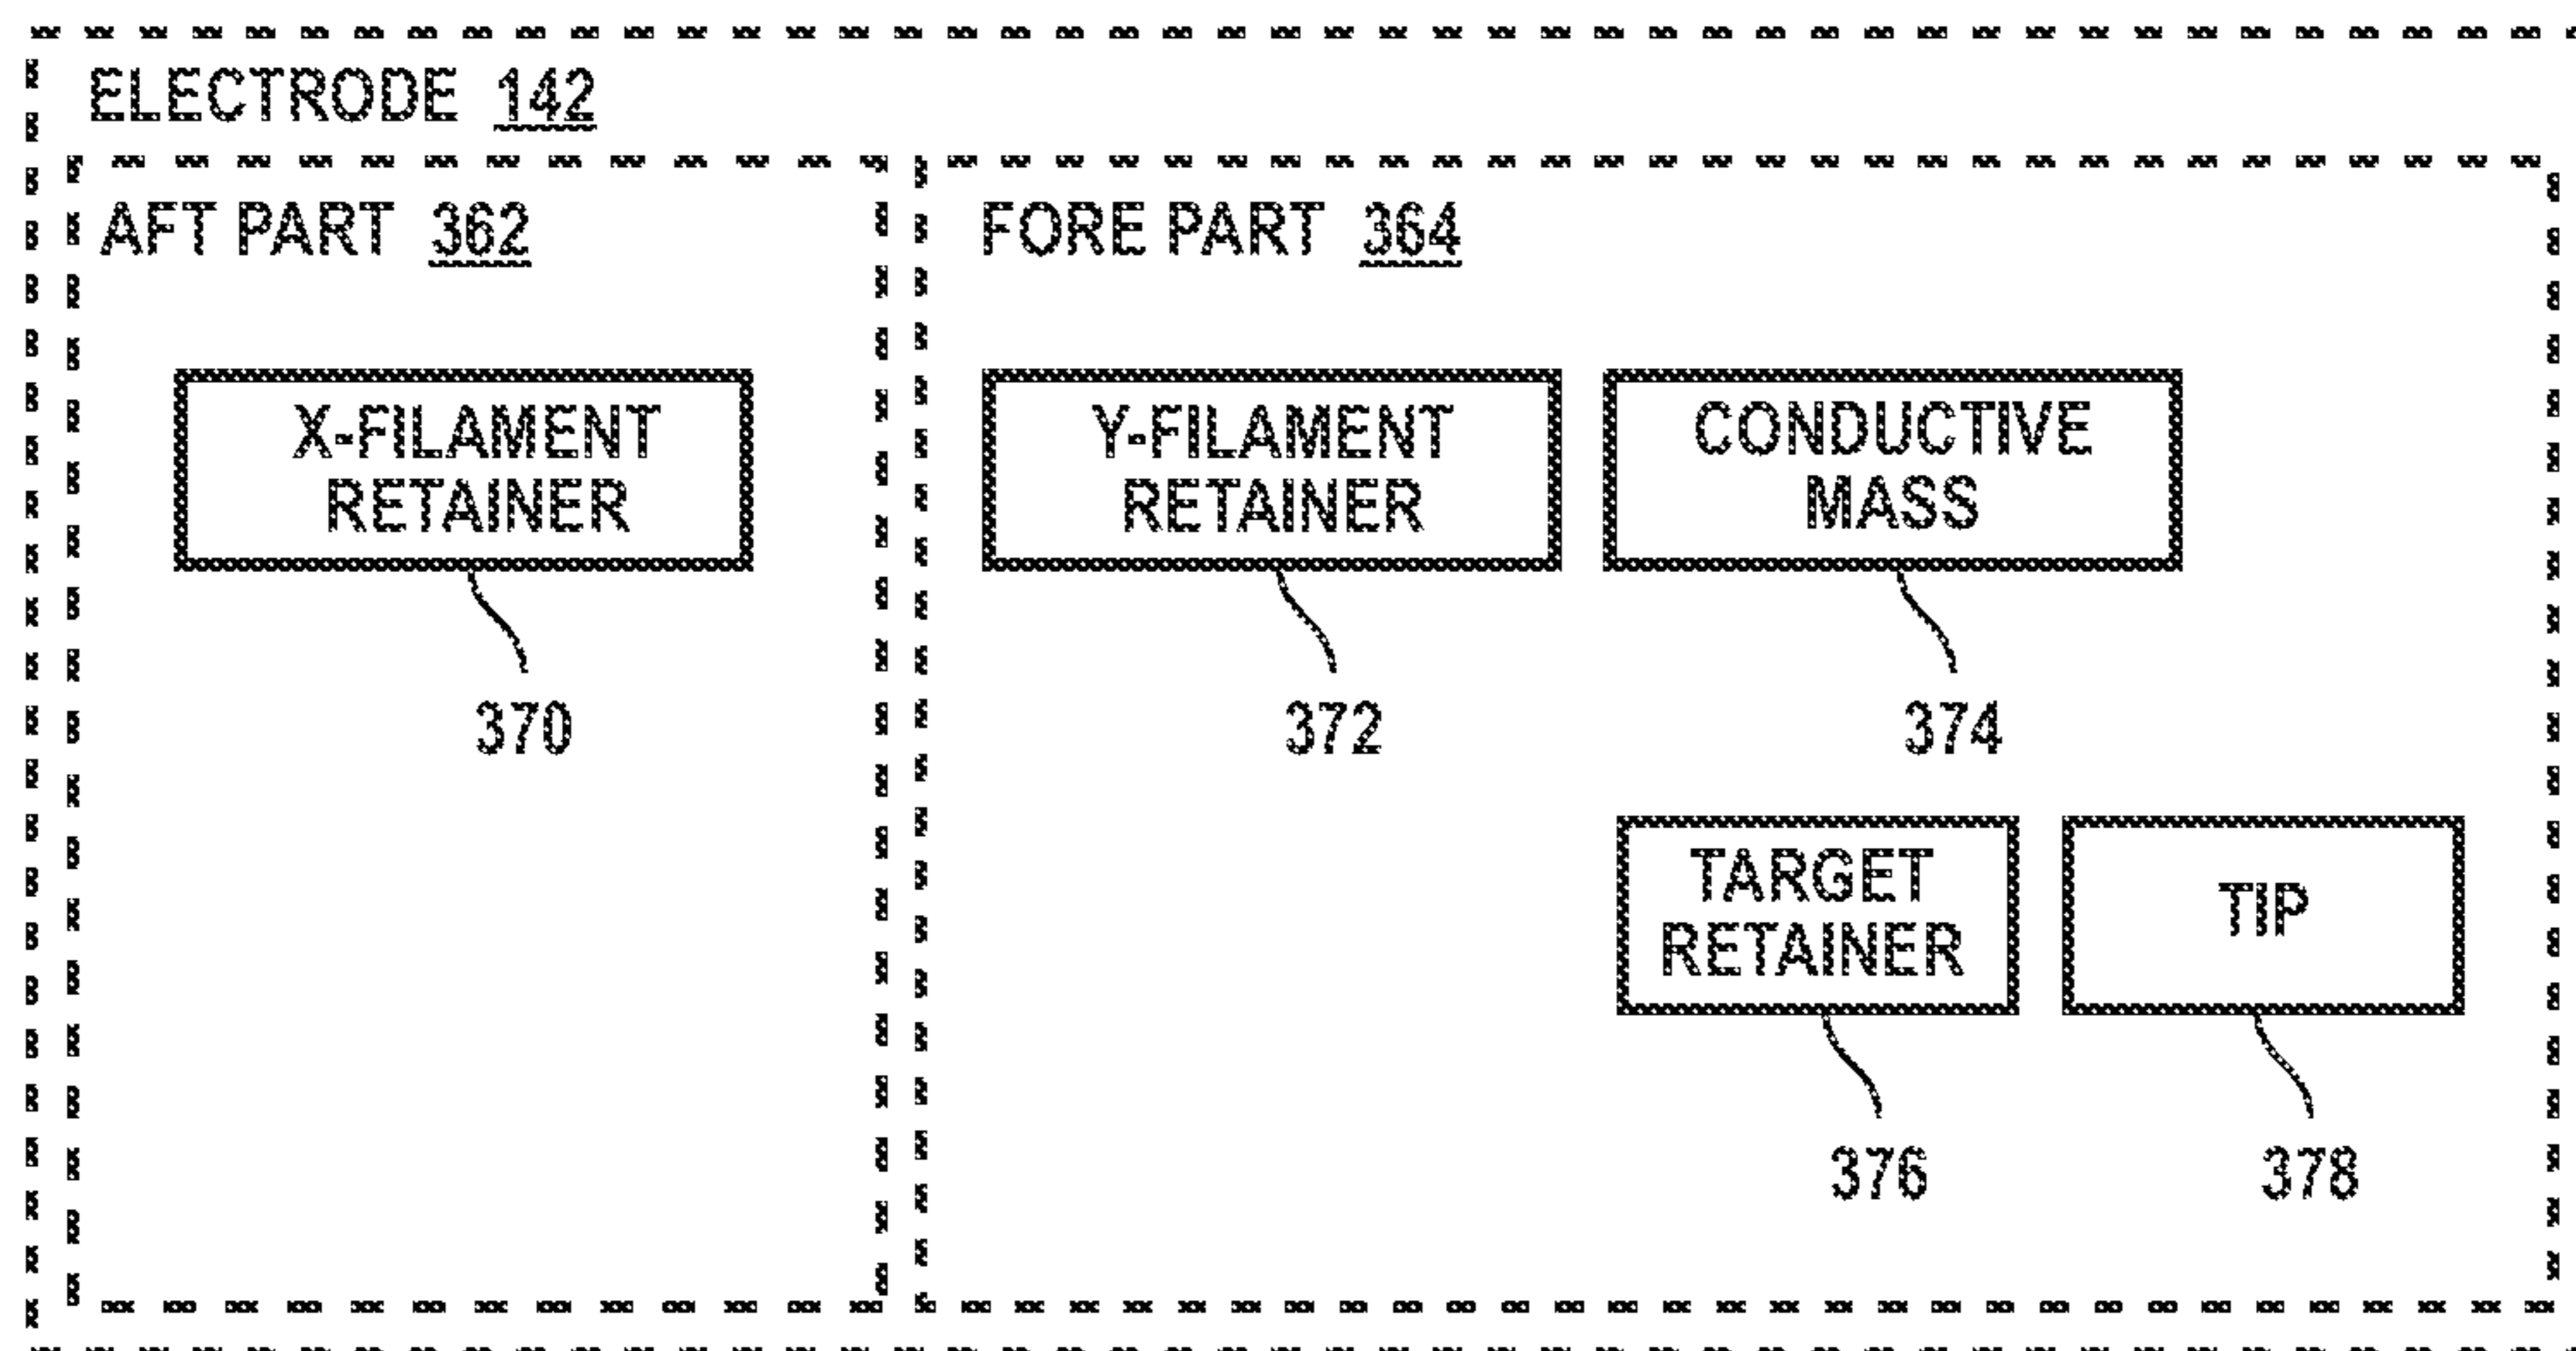 ELECTRODE 142
AFT PART 362
FORE PART 364
X-FILAMENT
RETAINER
370
Y-FILAMENT
RETAINER
372
CONDUCTIVE
MASS
374
TARGET
RETAINER
376
TIP
378